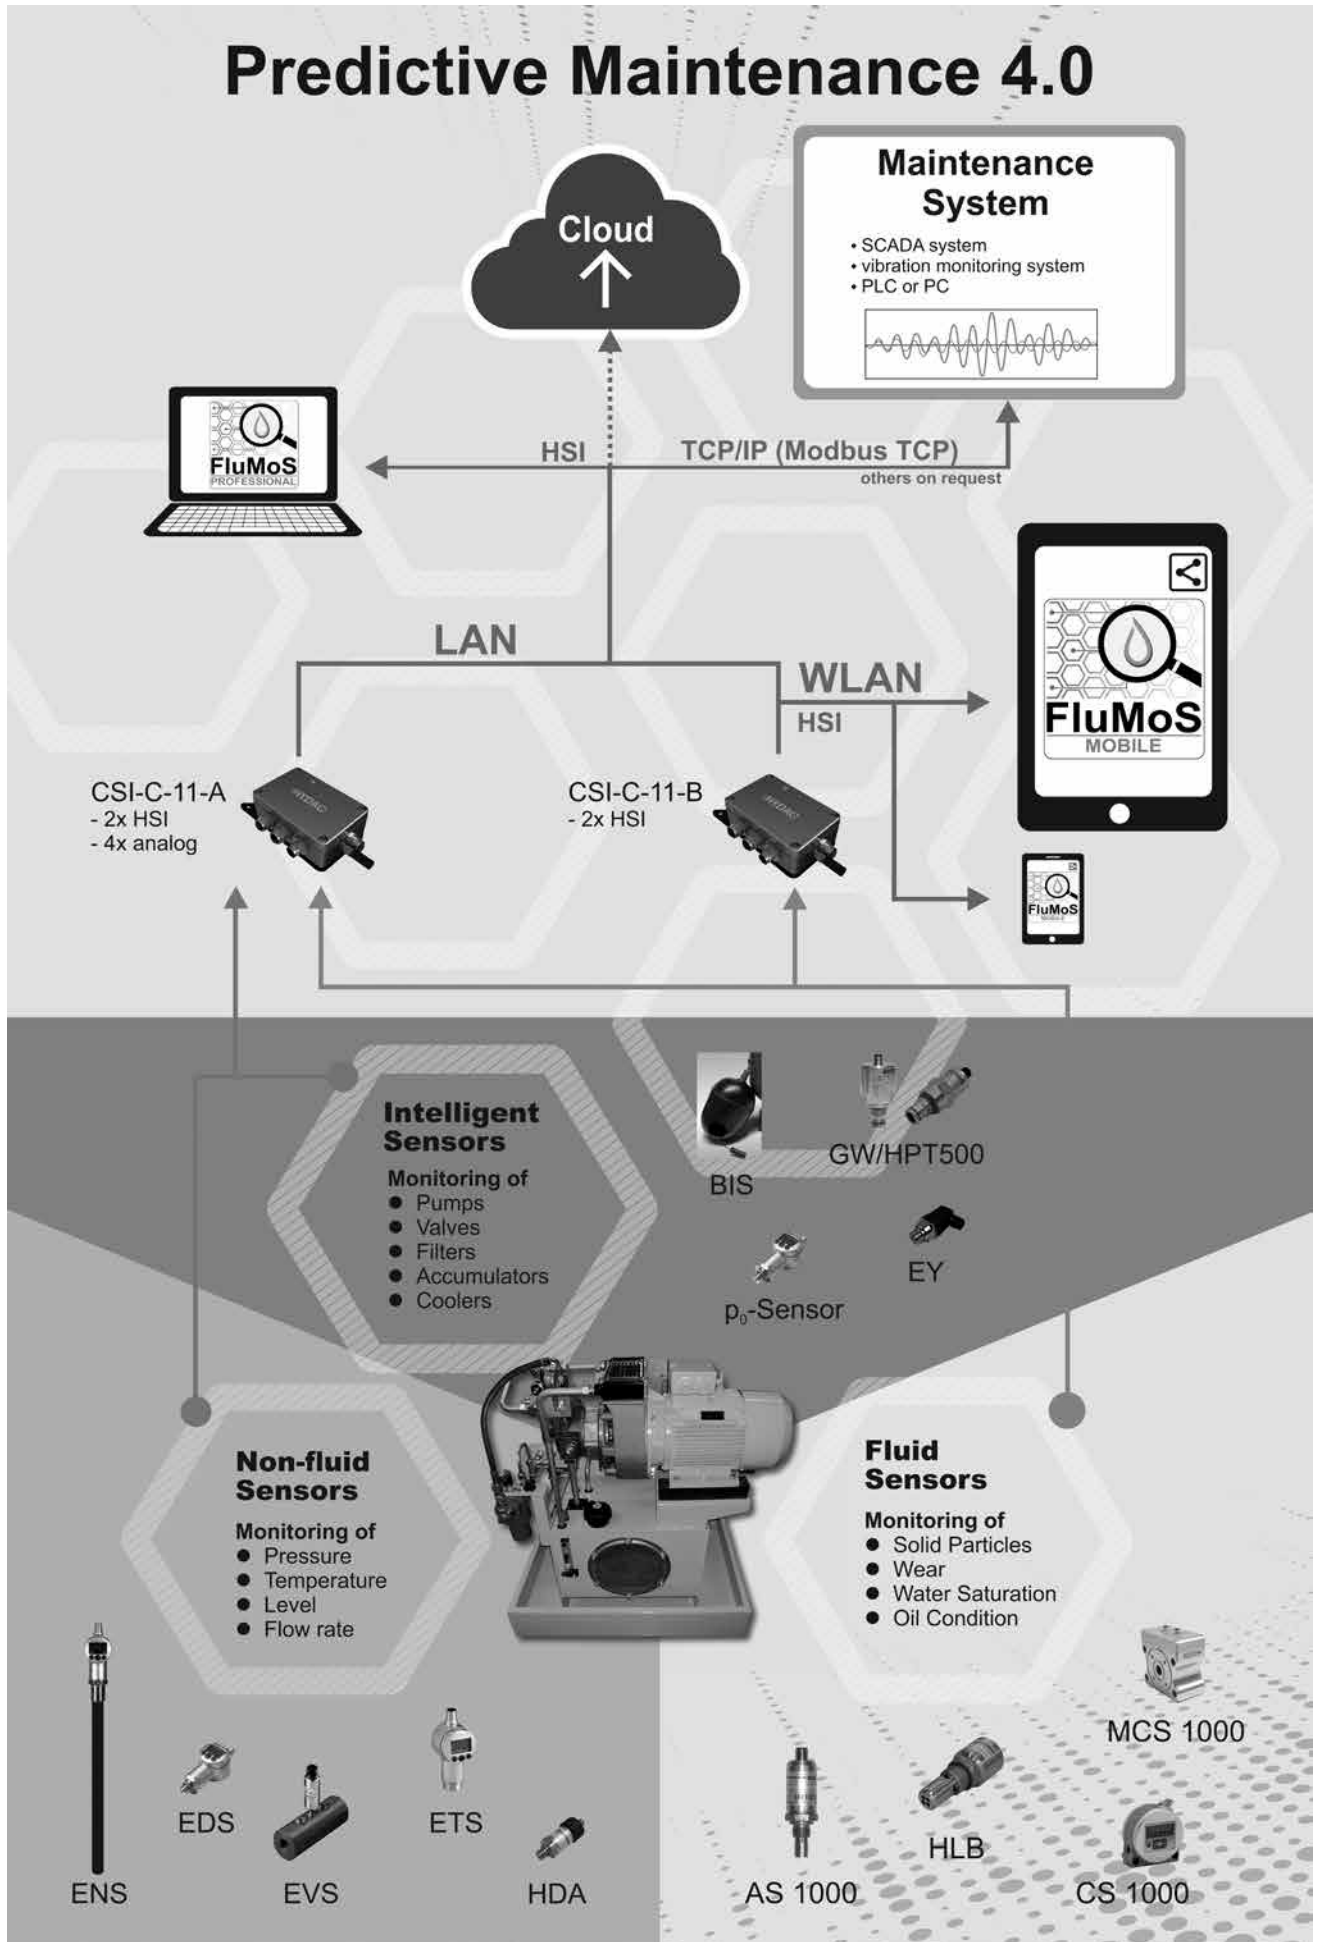 Predictive Maintenance 4.0
Cloud
Maintenance
System
• SCADA system
• vibration monitoring system
• PLC or PC
FluMoS
PROFESSIONAL
HSI
TCP/IP (Modbus TCP)
others on request
LAN
WLAN
HSI
FluMoS
MOBILE
CSI-C-11-A
- 2x HSI
- 4x analog
HYDAC
CSI-C-11-B
- 2x HSI
HYDAC
FluMoS
MOBILE
Intelligent
Sensors
Monitoring of
● Pumps
● Valves
● Filters
● Accumulators
● Coolers
BIS
GW/HPT500
p₀-Sensor
EY
Non-fluid
Sensors
Monitoring of
● Pressure
● Temperature
● Level
● Flow rate
Fluid
Sensors
Monitoring of
● Solid Particles
● Wear
● Water Saturation
● Oil Condition
ENS
EDS
EVS
ETS
HDA
AS 1000
HLB
MCS 1000
CS 1000